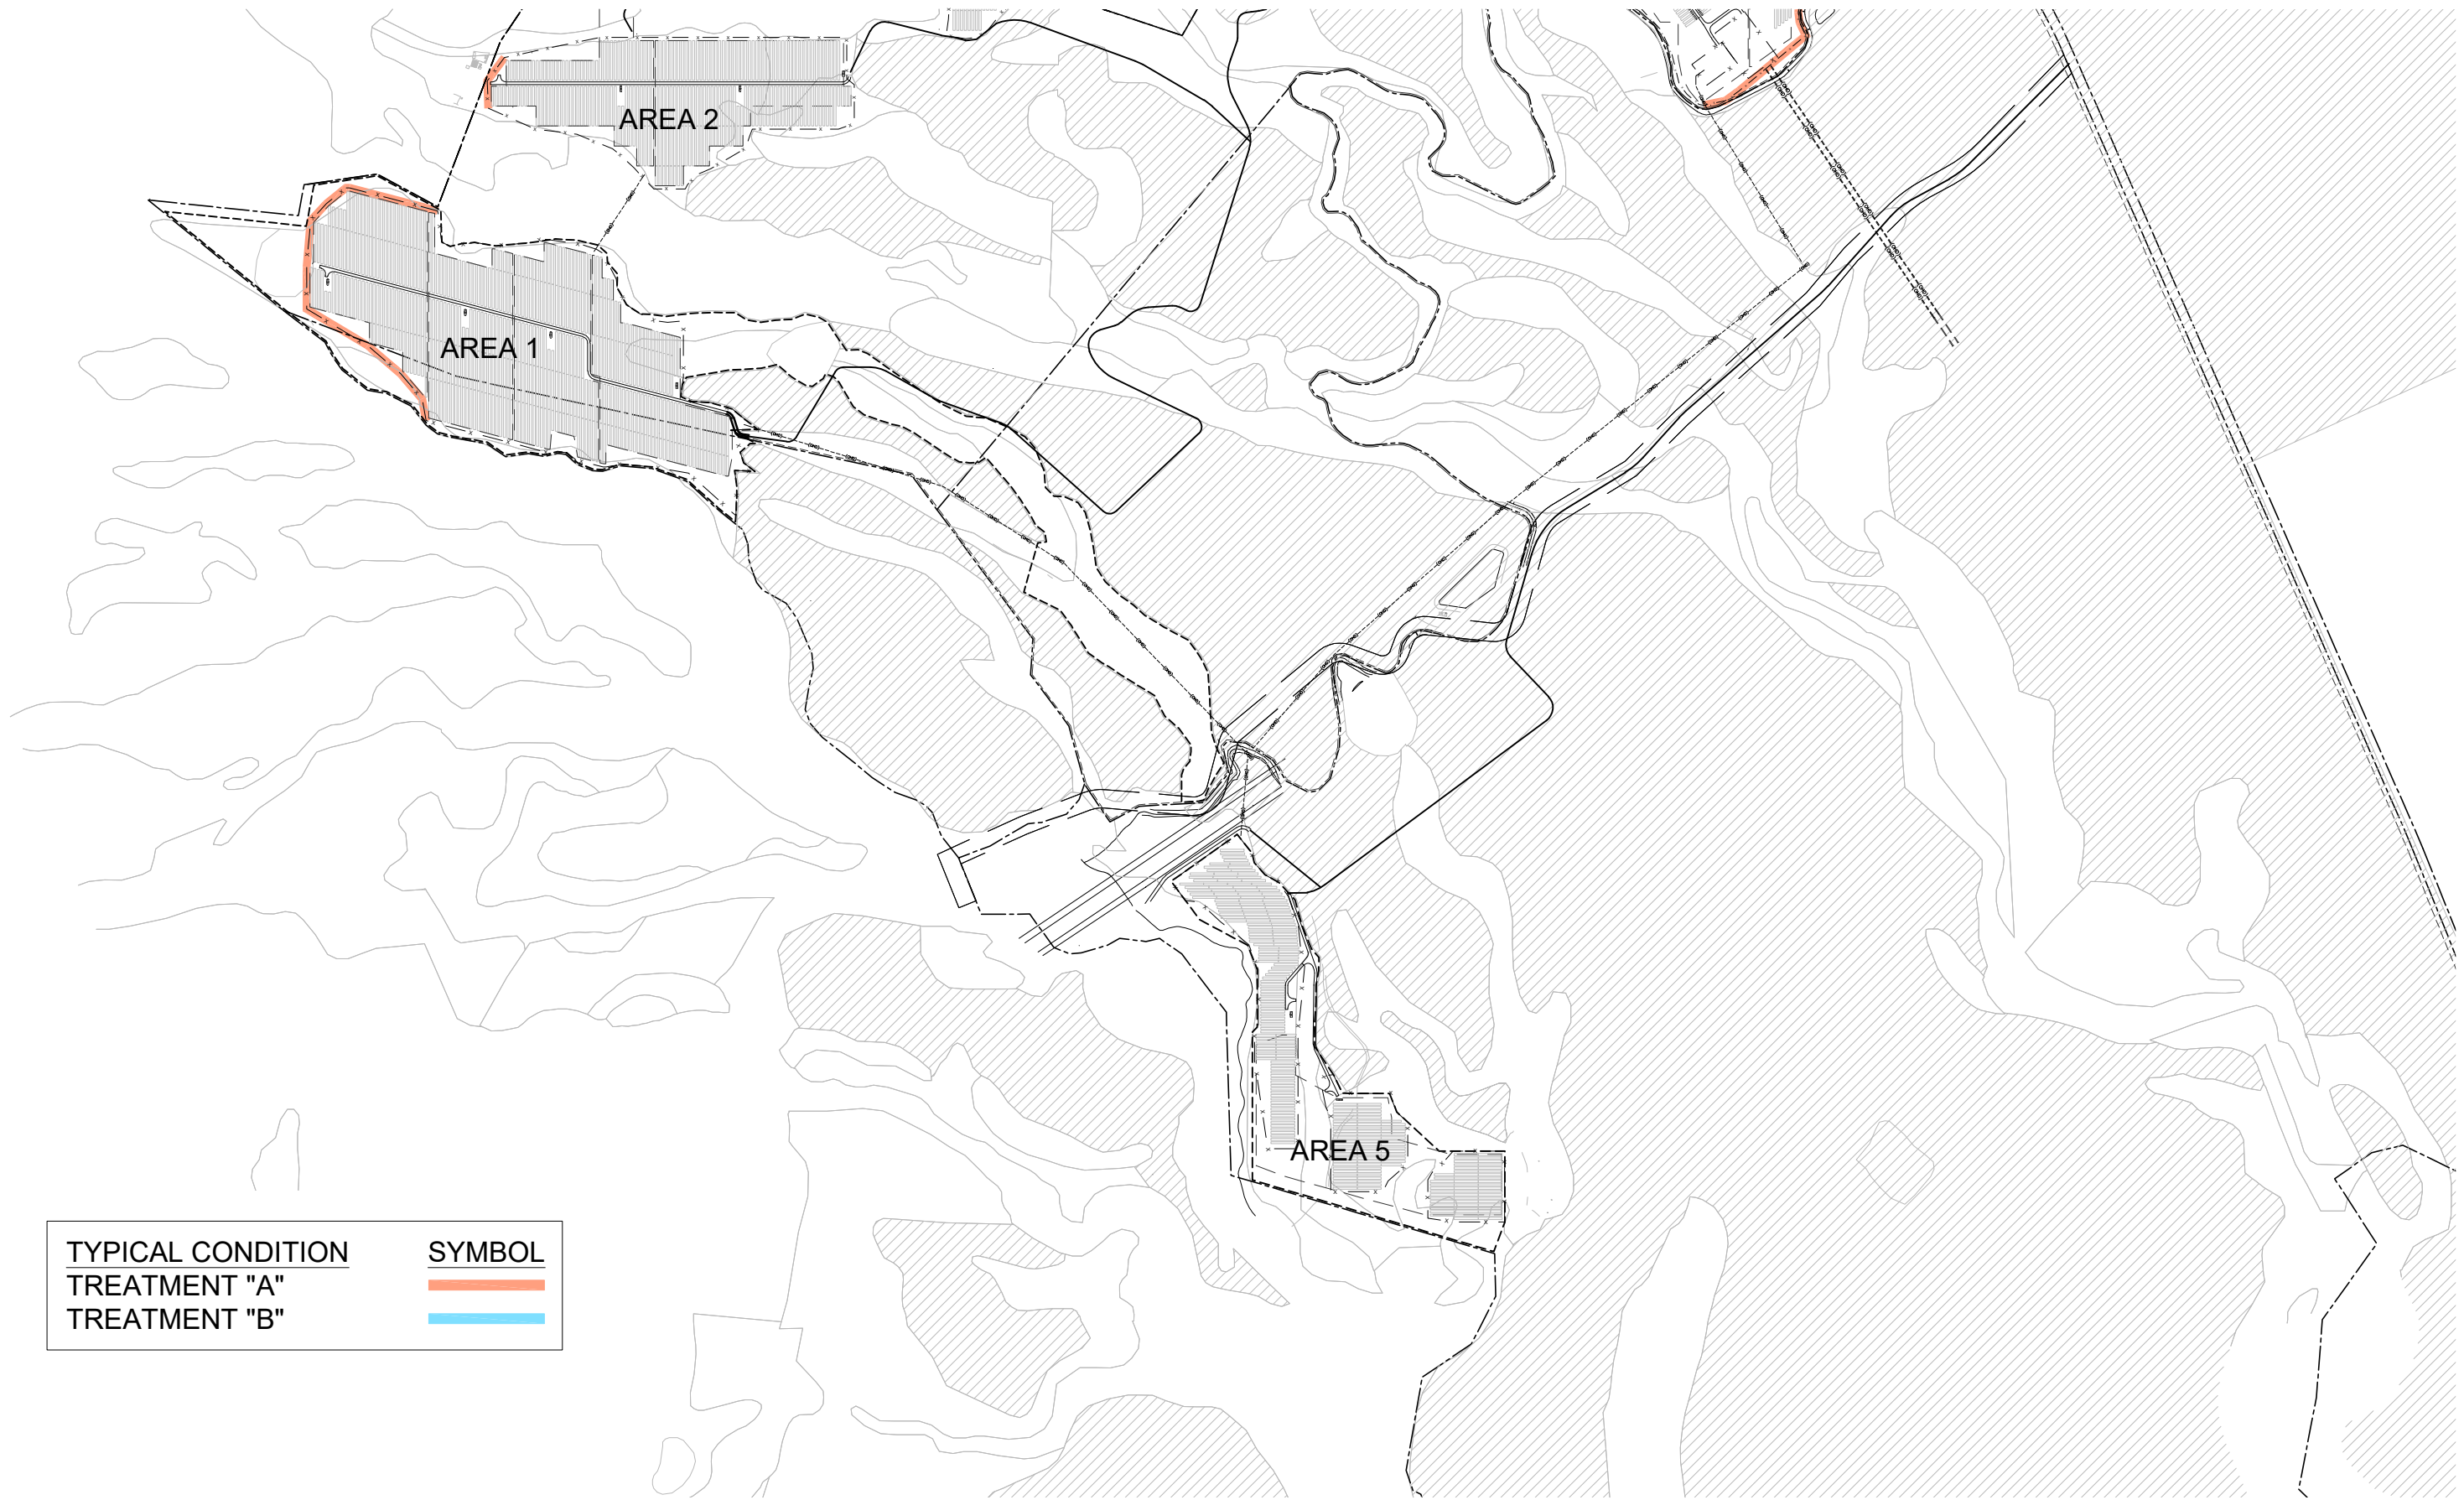 AREA 2
AREA 1
AREA 5
TYPICAL CONDITION SYMBOL
TREATMENT "A"
TREATMENT "B"